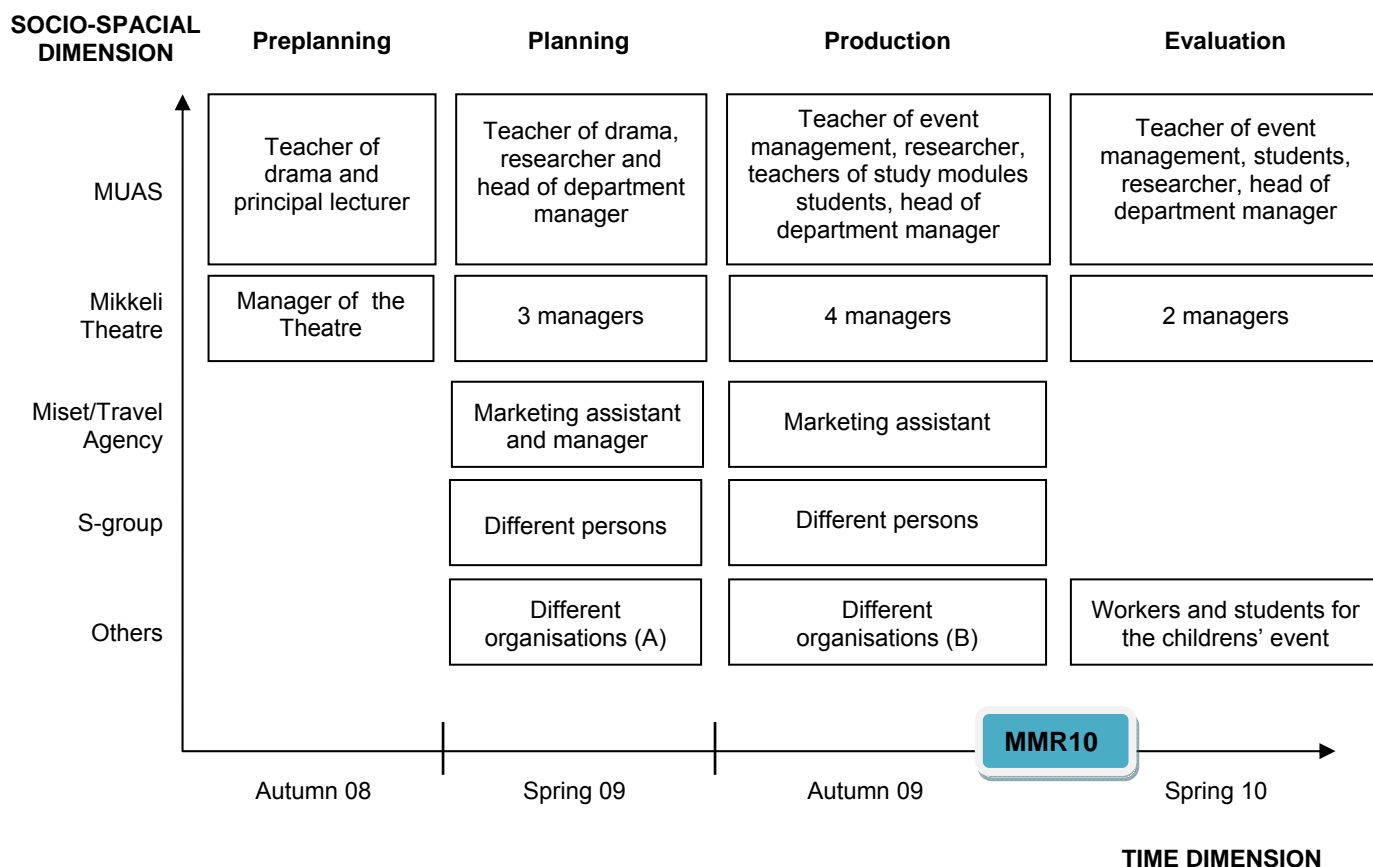 SOCIO-SPACIAL
DIMENSION
Preplanning
Planning
Production
Evaluation
MUAS
Teacher of
drama and
principal lecturer
Teacher of drama,
researcher and
head of department
manager
Teacher of event
management, researcher,
teachers of study modules
students, head of
department manager
Teacher of event
management, students,
researcher, head of
department manager
Mikkeli
Theatre
Manager of the
Theatre
3 managers
4 managers
2 managers
Miset/Travel
Agency
Marketing assistant
and manager
Marketing assistant
S-group
Different persons
Different persons
Others
Different
organisations (A)
Different
organisations (B)
Workers and students for
the childrens’ event
MMR10
Autumn 08
Spring 09
Autumn 09
Spring 10
TIME DIMENSION